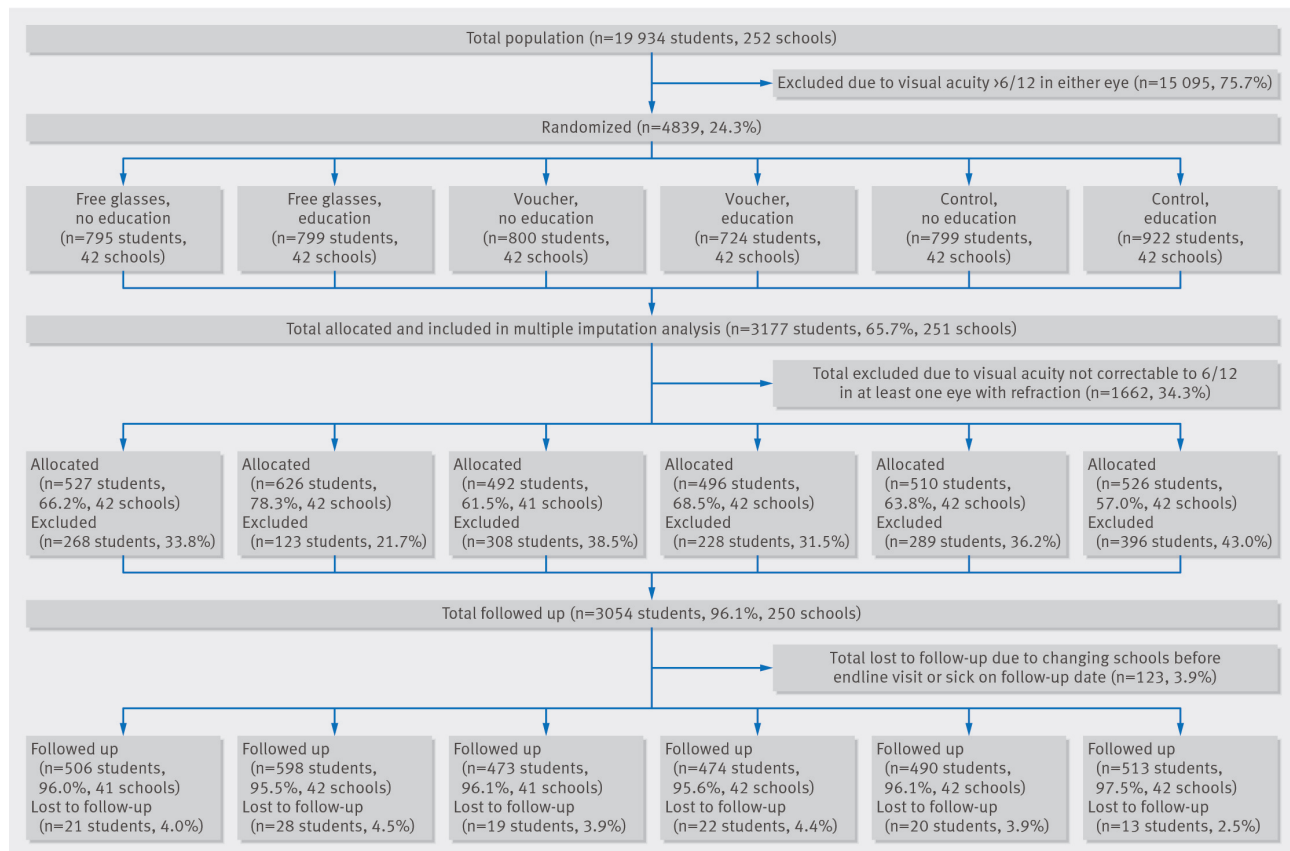 Total population (n=19 934 students, 252 schools)
Excluded due to visual acuity >6/12 in either eye (n=15 095, 75.7%)
Randomized (n=4839, 24.3%)
Free glasses,
no education
(n=795 students,
42 schools)
Free glasses,
education
(n=799 students,
42 schools)
Voucher,
no education
(n=800 students,
42 schools)
Voucher,
education
(n=724 students,
42 schools)
Control,
no education
(n=799 students,
42 schools)
Control,
education
(n=922 students,
42 schools)
Total allocated and included in multiple imputation analysis (n=3177 students, 65.7%, 251 schools)
Total excluded due to visual acuity not correctable to 6/12
in at least one eye with refraction (n=1662, 34.3%)
Allocated
(n=527 students,
66.2%, 42 schools)
Excluded
(n=268 students, 33.8%)
Allocated
(n=626 students,
78.3%, 42 schools)
Excluded
(n=123 students, 21.7%)
Allocated
(n=492 students,
61.5%, 41 schools)
Excluded
(n=308 students, 38.5%)
Allocated
(n=496 students,
68.5%, 42 schools)
Excluded
(n=228 students, 31.5%)
Allocated
(n=510 students,
63.8%, 42 schools)
Excluded
(n=289 students, 36.2%)
Allocated
(n=526 students,
57.0%, 42 schools)
Excluded
(n=396 students, 43.0%)
Total followed up (n=3054 students, 96.1%, 250 schools)
Total lost to follow-up due to changing schools before
endline visit or sick on follow-up date (n=123, 3.9%)
Followed up
(n=506 students,
96.0%, 41 schools)
Lost to follow-up
(n=21 students, 4.0%)
Followed up
(n=598 students,
95.5%, 42 schools)
Lost to follow-up
(n=28 students, 4.5%)
Followed up
(n=473 students,
96.1%, 41 schools)
Lost to follow-up
(n=19 students, 3.9%)
Followed up
(n=474 students,
95.6%, 42 schools)
Lost to follow-up
(n=22 students, 4.4%)
Followed up
(n=490 students,
96.1%, 42 schools)
Lost to follow-up
(n=20 students, 3.9%)
Followed up
(n=513 students,
97.5%, 42 schools)
Lost to follow-up
(n=13 students, 2.5%)